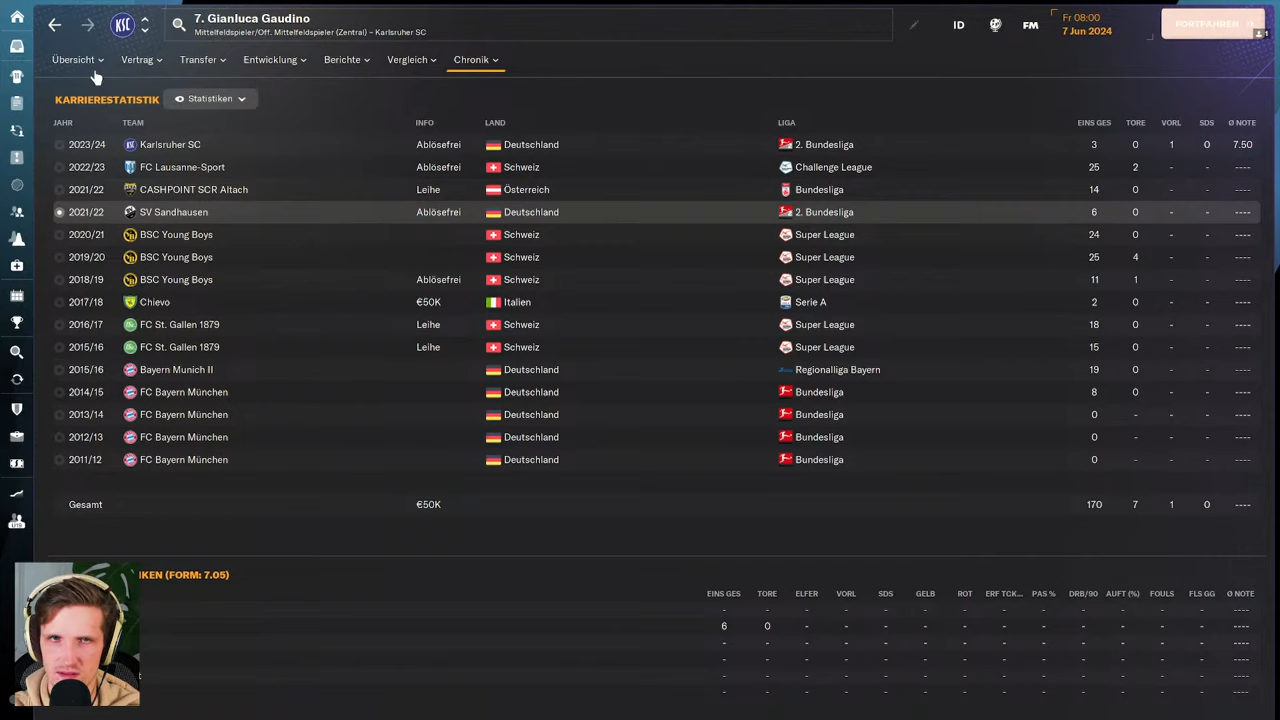 7. Gianluca Gaudino
Mittelfeldspieler/Off. Mittelfeldspieler (Zentral) – Karlsruher SC
KSC
ID
FM
Fr 08:00
7 Jun 2024
FORTFAHREN
1
Übersicht
Vertrag
Transfer
Entwicklung
Berichte
Vergleich
Chronik
KARRIERESTATISTIK
Statistiken
JAHR TEAM INFO LAND LIGA EINS GES TORE VORL SDS Ø NOTE
2023/24 Karlsruher SC Ablösefrei Deutschland 2. Bundesliga 3 0 1 0 7.50
2022/23 FC Lausanne-Sport Ablösefrei Schweiz Challenge League 25 2 - - ----
2021/22 CASHPOINT SCR Altach Leihe Österreich Bundesliga 14 0 - - ----
2021/22 SV Sandhausen Ablösefrei Deutschland 2. Bundesliga 6 0 - - ----
2020/21 BSC Young Boys Schweiz Super League 24 0 - - ----
2019/20 BSC Young Boys Schweiz Super League 25 4 - - ----
2018/19 BSC Young Boys Ablösefrei Schweiz Super League 11 1 - - ----
2017/18 Chievo €50K Italien Serie A 2 0 - - ----
2016/17 FC St. Gallen 1879 Leihe Schweiz Super League 18 0 - - ----
2015/16 FC St. Gallen 1879 Leihe Schweiz Super League 15 0 - - ----
2015/16 Bayern Munich II Deutschland Regionalliga Bayern 19 0 - - ----
2014/15 FC Bayern München Deutschland Bundesliga 8 0 - - ----
2013/14 FC Bayern München Deutschland Bundesliga 0 - - - ----
2012/13 FC Bayern München Deutschland Bundesliga 0 - - - ----
2011/12 FC Bayern München Deutschland Bundesliga 0 - - - ----
Gesamt €50K 170 7 1 0 ----
KEN (FORM: 7.05)
EINS GES TORE ELFER VORL SDS GELB ROT ERF TCK... PAS % DRB/90 AUFT (%) FOULS FLS GG Ø NOTE
- - - - - - - - - - - - - ----
6 0 - - - - - - - - - - - ----
- - - - - - - - - - - - - ----
- - - - - - - - - - - - - ----
- - - - - - - - - - - - - ----
- - - - - - - - - - - - - ----
U19